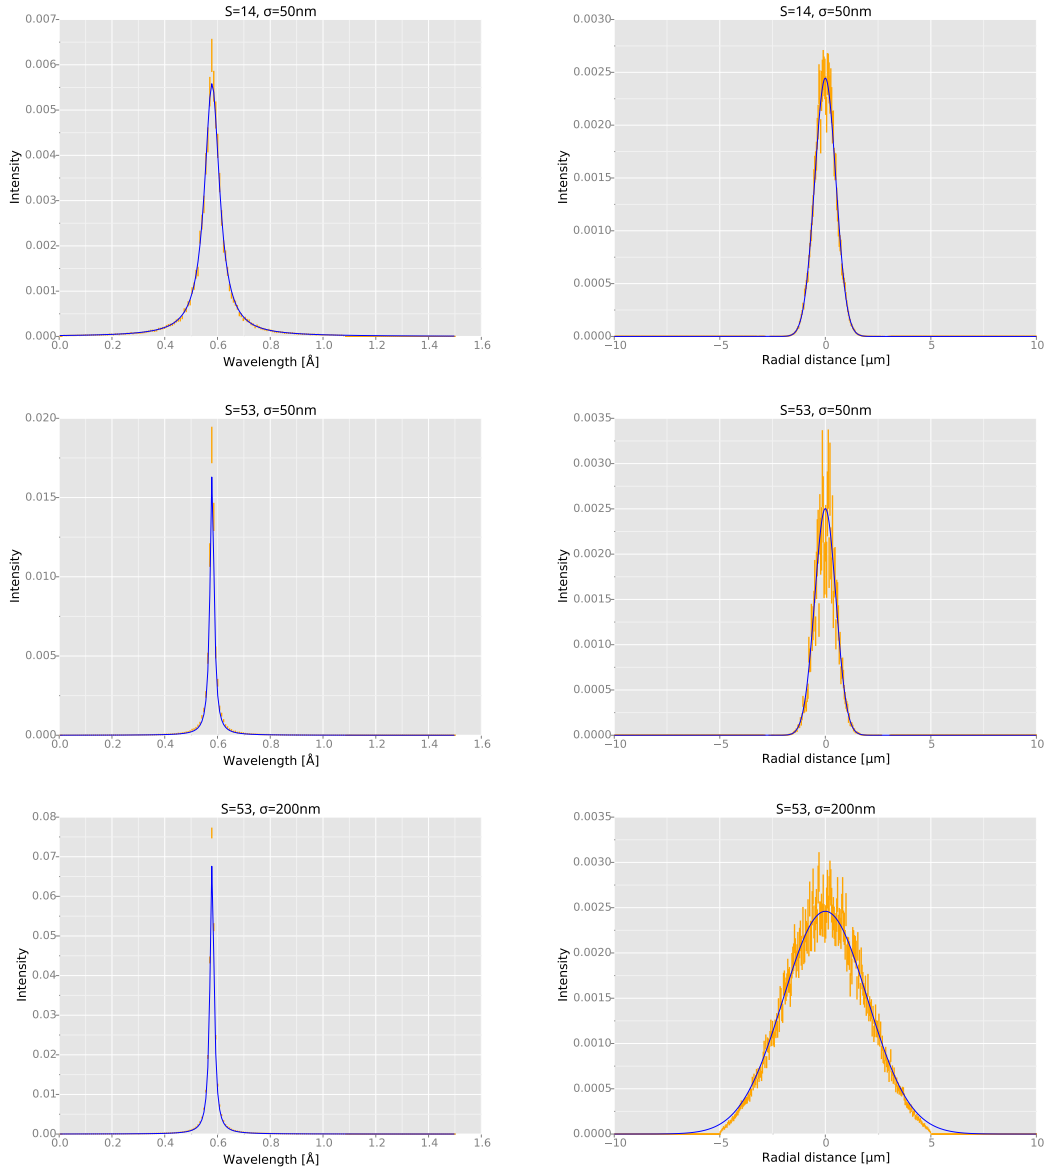 S=14, σ=50nm
0.007
0.006
0.005
0.004
0.003
0.002
0.001
0.000
Intensity
0.0 0.2 0.4 0.6 0.8 1.0 1.2 1.4 1.6
Wavelength [Å]
S=14, σ=50nm
0.0030
0.0025
0.0020
0.0015
0.0010
0.0005
0.0000
Intensity
−10 −5 0 5 10
Radial distance [μm]
S=53, σ=50nm
0.020
0.015
0.010
0.005
0.000
Intensity
0.0 0.2 0.4 0.6 0.8 1.0 1.2 1.4 1.6
Wavelength [Å]
S=53, σ=50nm
0.0035
0.0030
0.0025
0.0020
0.0015
0.0010
0.0005
0.0000
Intensity
−10 −5 0 5 10
Radial distance [μm]
S=53, σ=200nm
0.08
0.07
0.06
0.05
0.04
0.03
0.02
0.01
0.00
Intensity
0.0 0.2 0.4 0.6 0.8 1.0 1.2 1.4 1.6
Wavelength [Å]
S=53, σ=200nm
0.0035
0.0030
0.0025
0.0020
0.0015
0.0010
0.0005
0.0000
Intensity
−10 −5 0 5 10
Radial distance [μm]